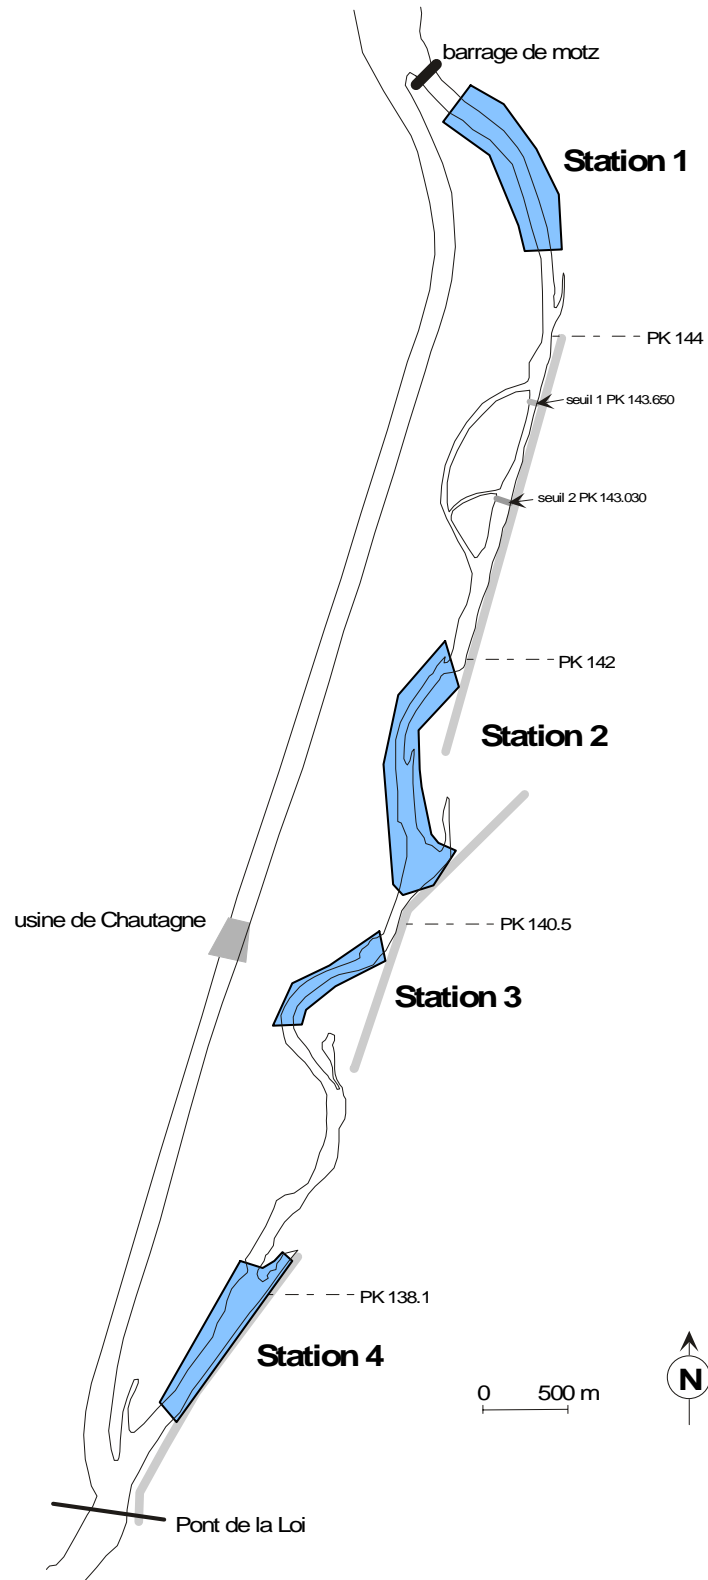 barrage de motz
Station 1
PK 144
seuil 1 PK 143.650
seuil 2 PK 143.030
PK 142
Station 2
usine de Chautagne
PK 140.5
Station 3
PK 138.1
Station 4
0 500 m
N
Pont de la Loi